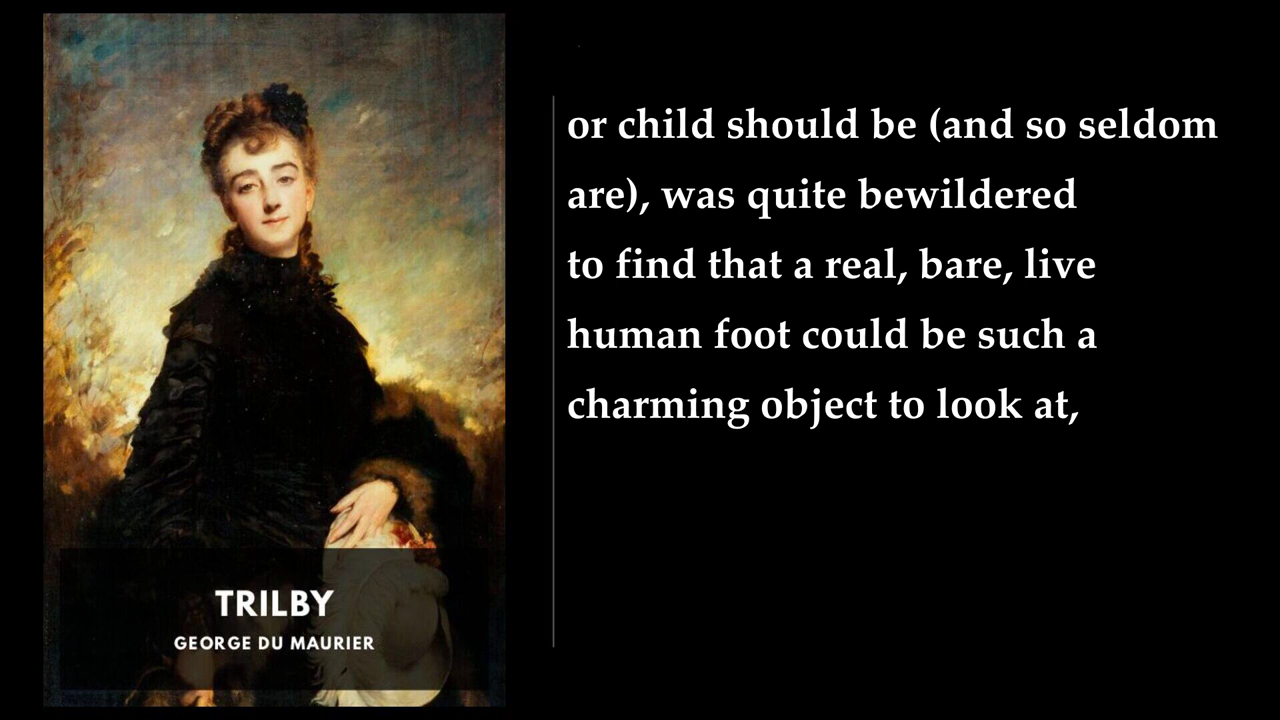 or child should be (and so seldom
are), was quite bewildered
to find that a real, bare, live
human foot could be such a
charming object to look at,
TRILBY
GEORGE DU MAURIER